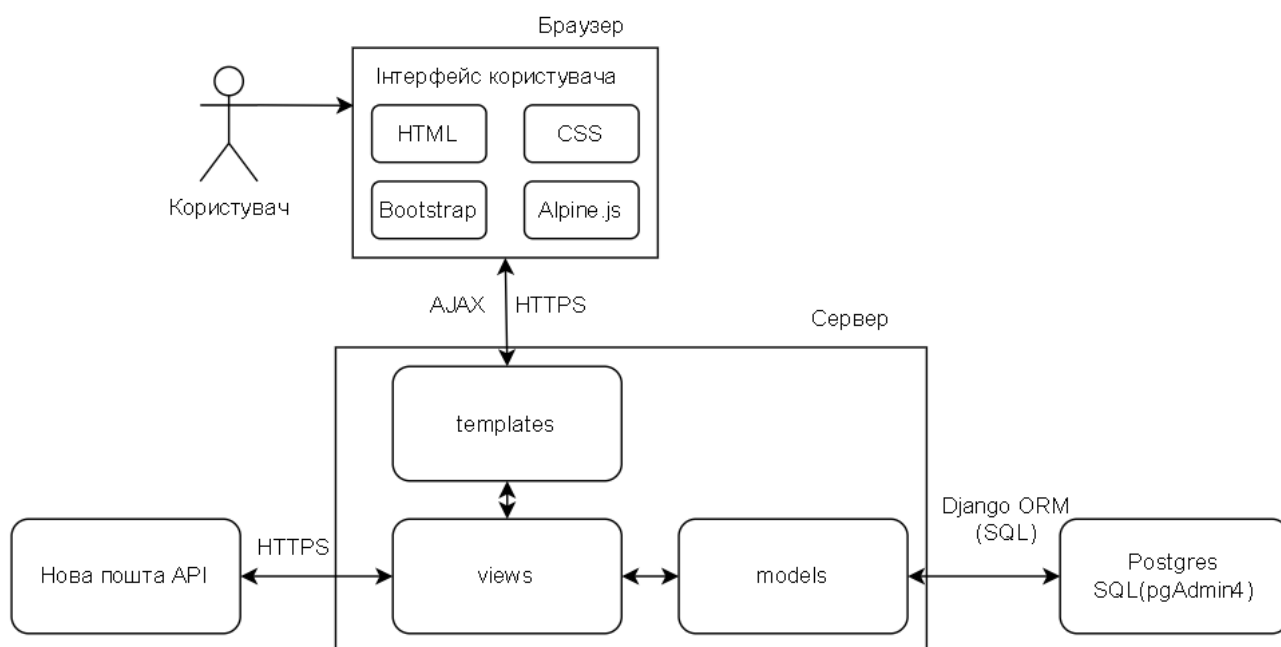 Браузер
Інтерфейс користувача
HTML
CSS
Bootstrap
Alpine.js
Користувач
AJAX
HTTPS
Сервер
templates
Нова пошта API
HTTPS
views
models
Django ORM
(SQL)
Postgres
SQL(pgAdmin4)